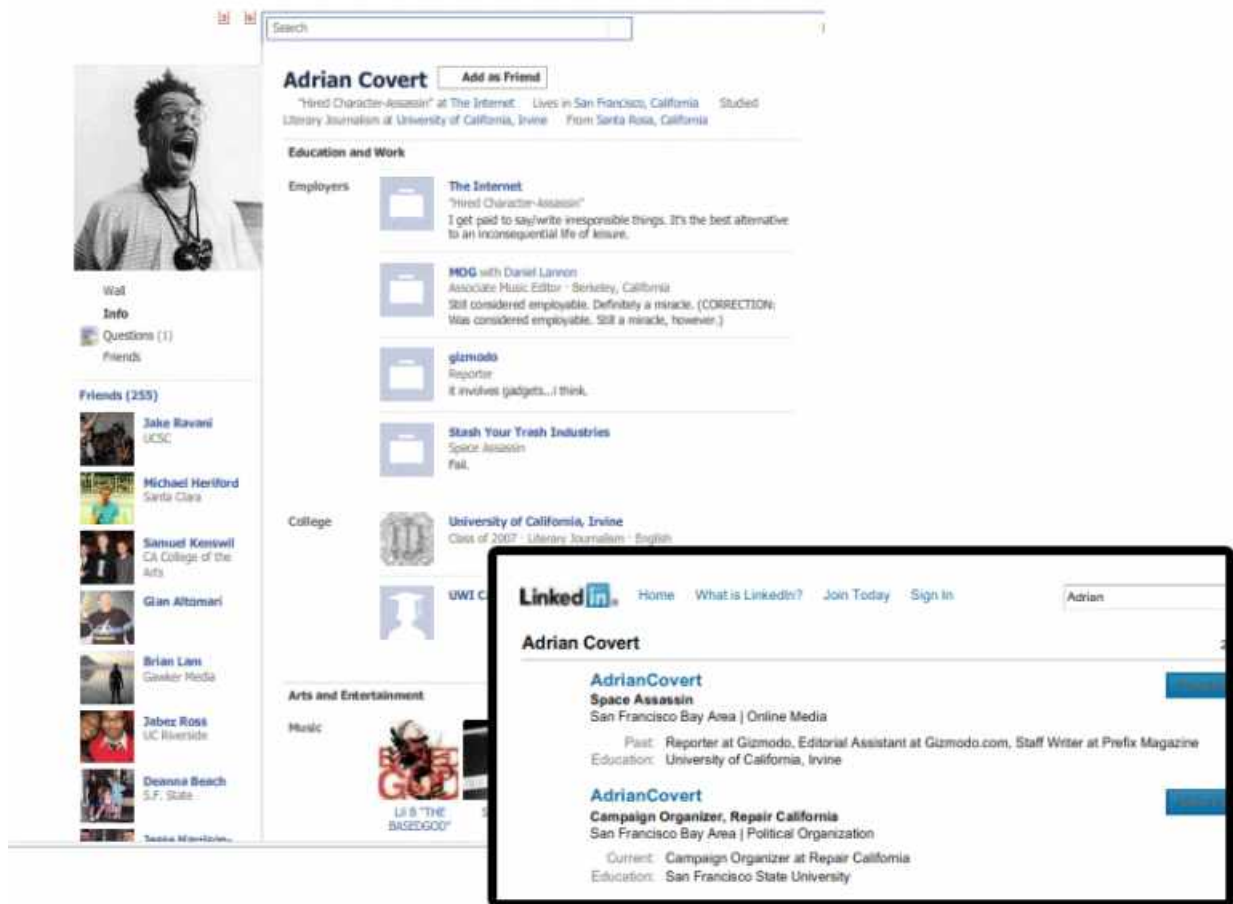 Search
Adrian Covert Add as Friend
"Hired Character-Assassin" at The Internet Lives in San Francisco, California Studied
Literary Journalism at University of California, Irvine From Santa Rosa, California
Education and Work
Employers
The Internet
"Hired Character-Assassin"
I get paid to say/write irresponsible things. It's the best alternative
to an inconsequential life of leisure.
MOG with Daniel Lannon
Associate Music Editor · Berkeley, California
Still considered employable. Definitely a miracle. (CORRECTION:
Was considered employable. Still a miracle, however.)
gizmodo
Reporter
it involves gadgets...i think.
Stash Your Trash Industries
Space Assassin
Fail.
College
University of California, Irvine
Class of 2007 · Literary Journalism · English
UWI C
Arts and Entertainment
Music
Lil B "THE
BASEDGOD"
S
Wall
Info
Questions (1)
Friends
Friends (255)
Jake Ravani
UCSC
Michael Heriford
Santa Clara
Samuel Kenswil
CA College of the
Arts
Gian Altomari
Brian Lam
Gawker Media
Jabez Ross
UC Riverside
Deanna Beach
S.F. State
Linked in Home What is LinkedIn? Join Today Sign In Adrian
Adrian Covert
2
AdrianCovert
Space Assassin
San Francisco Bay Area | Online Media
Past: Reporter at Gizmodo, Editorial Assistant at Gizmodo.com, Staff Writer at Prefix Magazine
Education: University of California, Irvine
AdrianCovert
Campaign Organizer, Repair California
San Francisco Bay Area | Political Organization
Current: Campaign Organizer at Repair California
Education: San Francisco State University